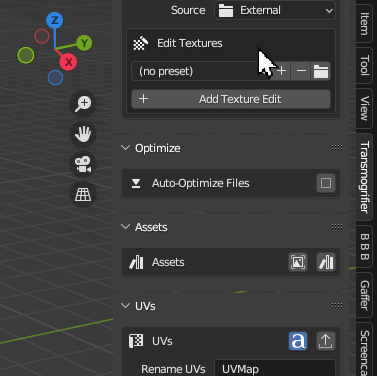 Source External
Edit Textures
(no preset)
Add Texture Edit
Optimize
Auto-Optimize Files
Assets
Assets
UVs
UVs a
Rename UVs UVMap
Z
Y
X
Item
Tool
View
Transmogrifier
B B B
Gaffer